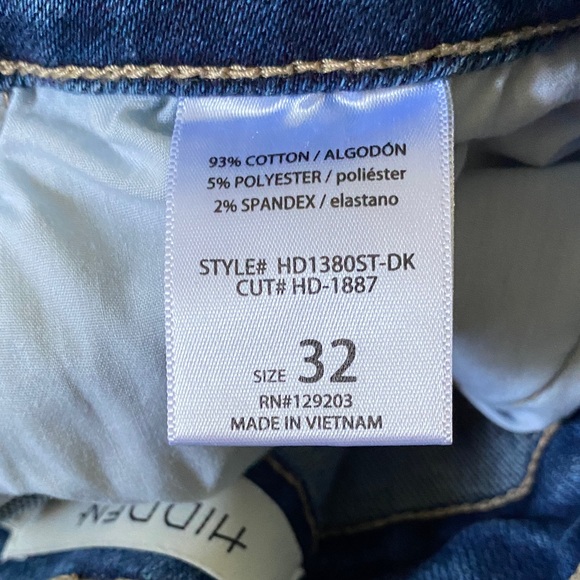 93% COTTON / ALGODÓN
5% POLYESTER / poliéster
2% SPANDEX / elastano
STYLE# HD1380ST-DK
CUT# HD-1887
SIZE 32
RN#129203
MADE IN VIETNAM
HIDDEN